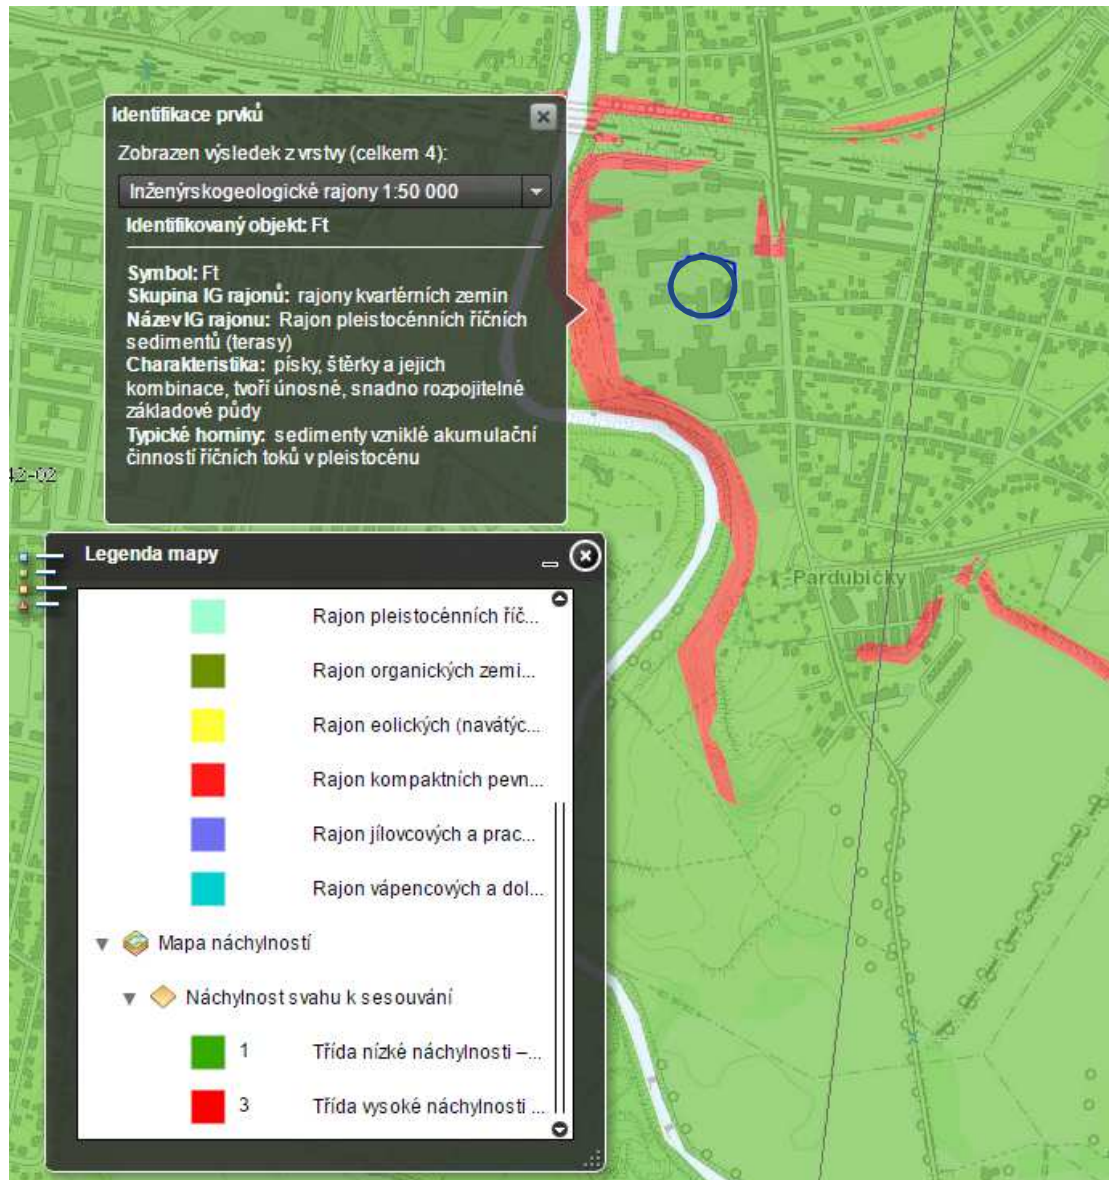 Identifikace prvků
Zobrazen výsledek z vrstvy (celkem 4):
Inženýrskogeologické rajony 1:50 000
Identifikovaný objekt: Ft
Symbol: Ft
Skupina IG rajonů: rajony kvartérních zemin
Název IG rajonu: Rajon pleistocénních říčních
sedimentů (terasy)
Charakteristika: písky, štěrky a jejich
kombinace, tvoří únosné, snadno rozpojitelné
základové půdy
Typické horniny: sedimenty vzniklé akumulační
činností říčních toků v pleistocénu
42-02
Pardubičky
Legenda mapy
Rajon pleistocénních říč...
Rajon organických zemi...
Rajon eolických (navátýc...
Rajon kompaktních pevn...
Rajon jílovcových a prac...
Rajon vápencových a dol...
Mapa náchylností
Náchylnost svahu k sesouvání
1 Třída nízké náchylnosti –...
3 Třída vysoké náchylnosti ...